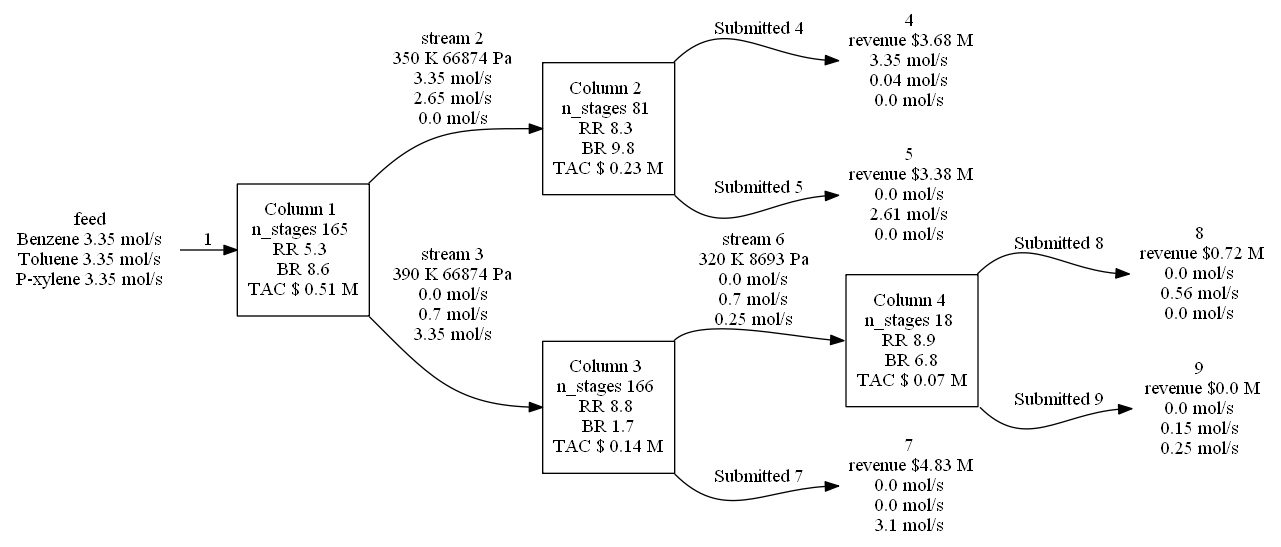 feed
Benzene 3.35 mol/s
Toluene 3.35 mol/s
P-xylene 3.35 mol/s
1
Column 1
n_stages 165
RR 5.3
BR 8.6
TAC $ 0.51 M
stream 2
350 K 66874 Pa
3.35 mol/s
2.65 mol/s
0.0 mol/s
stream 3
390 K 66874 Pa
0.0 mol/s
0.7 mol/s
3.35 mol/s
Column 2
n_stages 81
RR 8.3
BR 9.8
TAC $ 0.23 M
Submitted 4
4
revenue $3.68 M
3.35 mol/s
0.04 mol/s
0.0 mol/s
Submitted 5
5
revenue $3.38 M
0.0 mol/s
2.61 mol/s
0.0 mol/s
Column 3
n_stages 166
RR 8.8
BR 1.7
TAC $ 0.14 M
stream 6
320 K 8693 Pa
0.0 mol/s
0.7 mol/s
0.25 mol/s
Submitted 7
7
revenue $4.83 M
0.0 mol/s
0.0 mol/s
3.1 mol/s
Column 4
n_stages 18
RR 8.9
BR 6.8
TAC $ 0.07 M
Submitted 8
8
revenue $0.72 M
0.0 mol/s
0.56 mol/s
0.0 mol/s
Submitted 9
9
revenue $0.0 M
0.0 mol/s
0.15 mol/s
0.25 mol/s